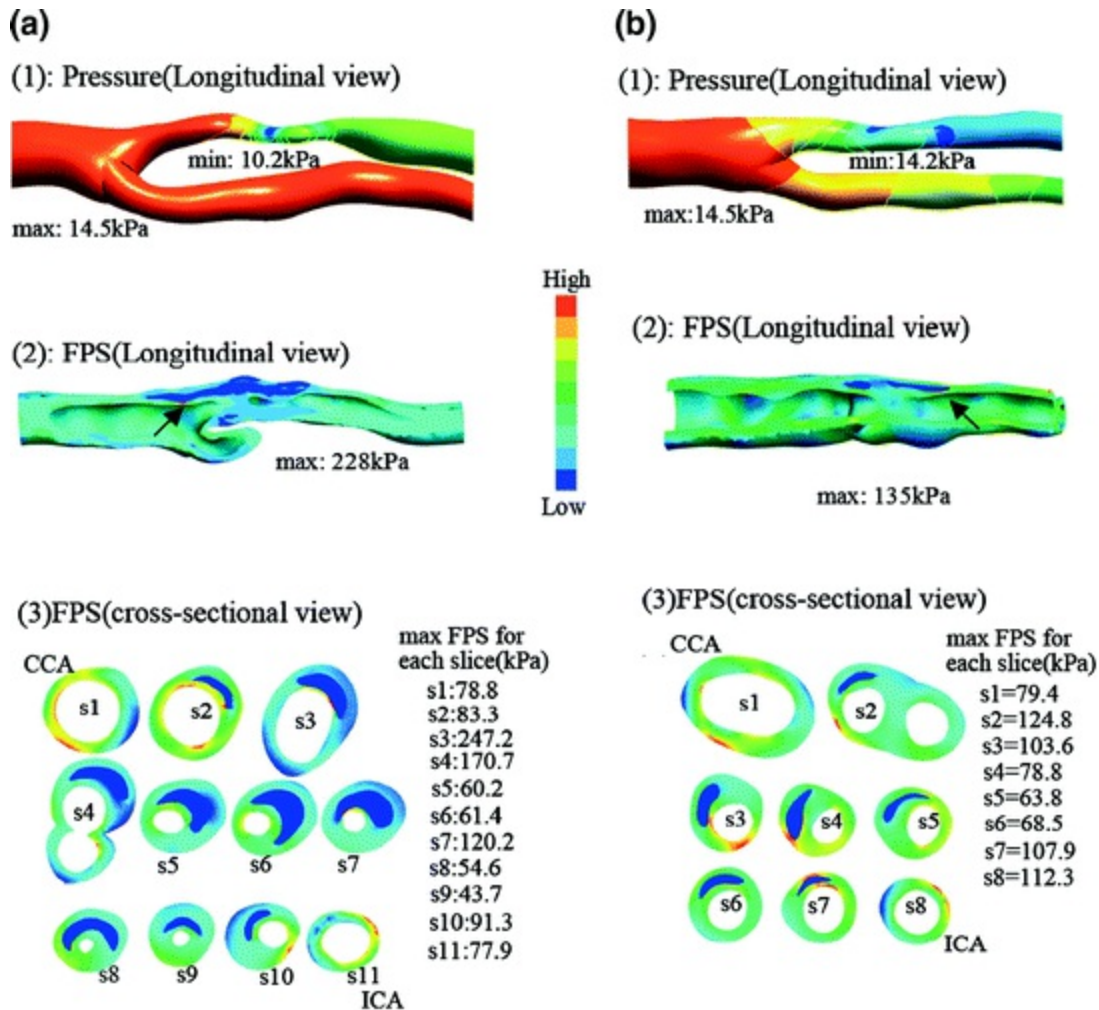 (a)
(1): Pressure(Longitudinal view)
min: 10.2kPa
max: 14.5kPa
(2): FPS(Longitudinal view)
max: 228kPa
(3)FPS(cross-sectional view)
max FPS for
each slice(kPa)
CCA
s1
s2
s3
s4
s5
s6
s7
s8
s9
s10
s11
ICA
s1:78.8
s2:83.3
s3:247.2
s4:170.7
s5:60.2
s6:61.4
s7:120.2
s8:54.6
s9:43.7
s10:91.3
s11:77.9
High
Low
(b)
(1): Pressure(Longitudinal view)
min:14.2kPa
max:14.5kPa
(2): FPS(Longitudinal view)
max: 135kPa
(3)FPS(cross-sectional view)
max FPS for
each slice(kPa)
CCA
s1
s2
s3
s4
s5
s6
s7
s8
ICA
s1=79.4
s2=124.8
s3=103.6
s4=78.8
s5=63.8
s6=68.5
s7=107.9
s8=112.3